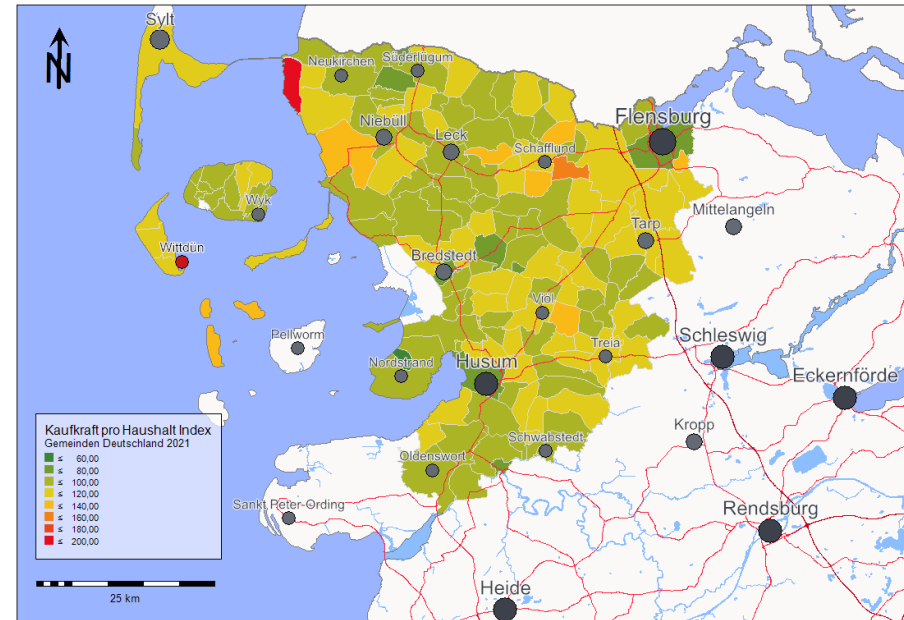 Sylt
N
Neukirchen
Süderlügum
Niebüll
Leck
Schafflund
Flensburg
Wyk
Wittdün
Tarp
Mittelangeln
Bredstedt
Viöl
Pellworm
Nordstrand
Husum
Treia
Schleswig
Eckernförde
Kaufkraft pro Haushalt Index
Gemeinden Deutschland 2021
≤ 60,00
≤ 80,00
≤ 100,00
≤ 120,00
≤ 140,00
≤ 160,00
≤ 180,00
≤ 200,00
Oldenswort
Schwabstedt
Kropp
Sankt Peter-Ording
Rendsburg
Heide
25 km